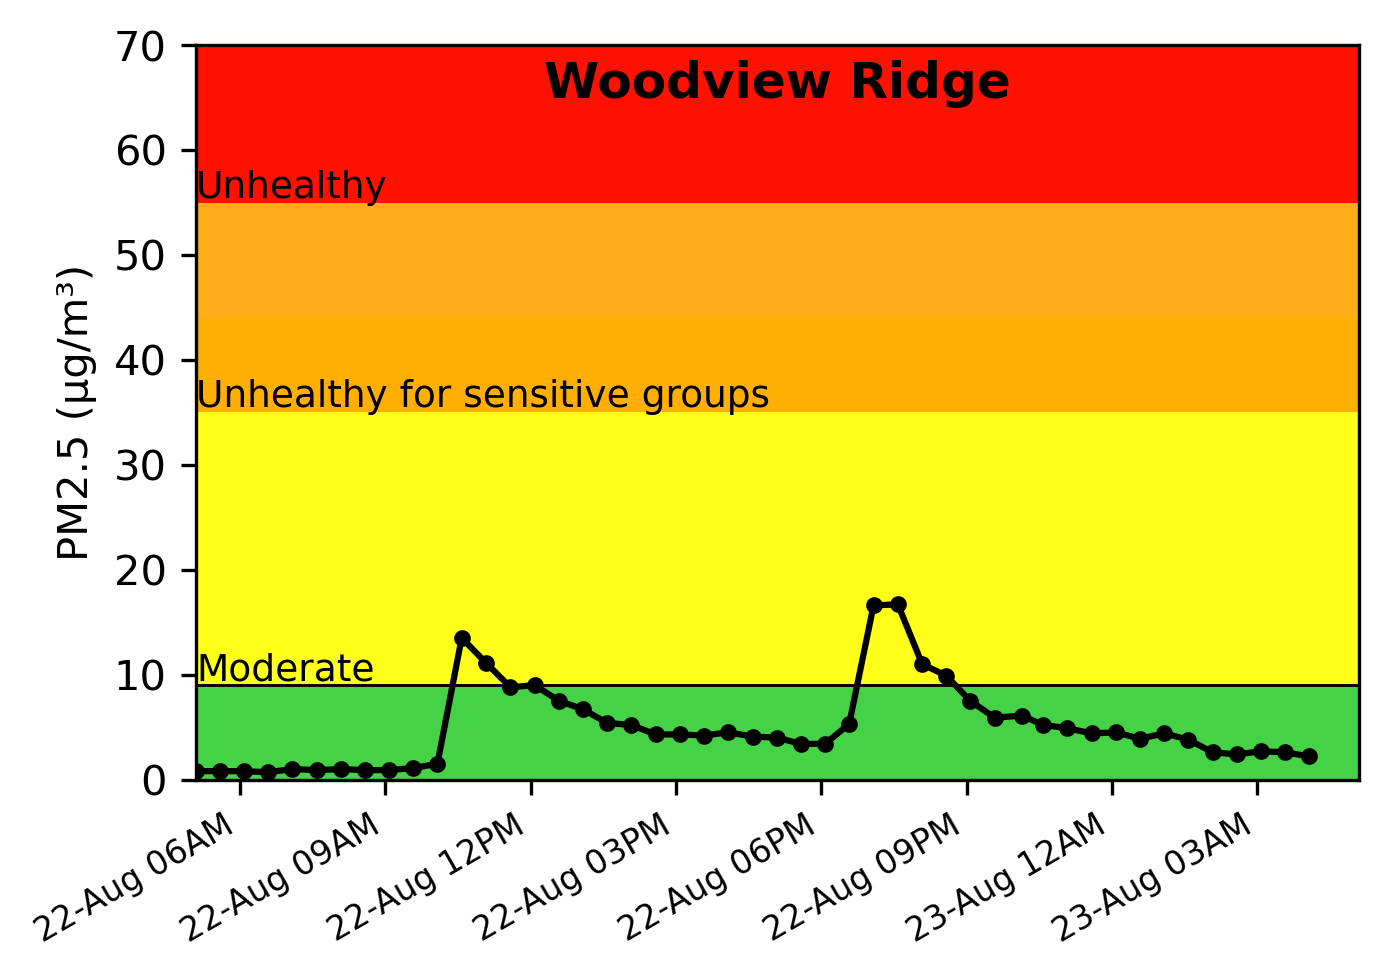 Woodview Ridge
PM2.5 (µg/m³)
70
60
50
40
30
20
10
0
Unhealthy
Unhealthy for sensitive groups
Moderate
22-Aug 06AM
22-Aug 09AM
22-Aug 12PM
22-Aug 03PM
22-Aug 06PM
22-Aug 09PM
23-Aug 12AM
23-Aug 03AM